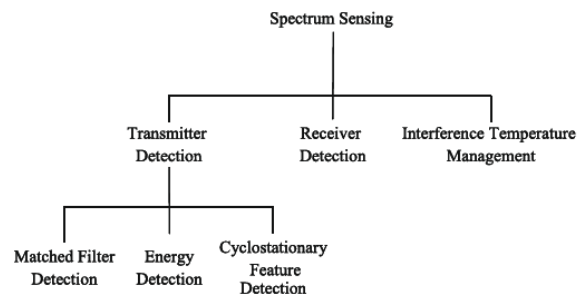 Spectrum Sensing
Transmitter
Detection
Receiver
Detection
Interference Temperature
Management
Matched Filter
Detection
Energy
Detection
Cyclostationary
Feature
Detection